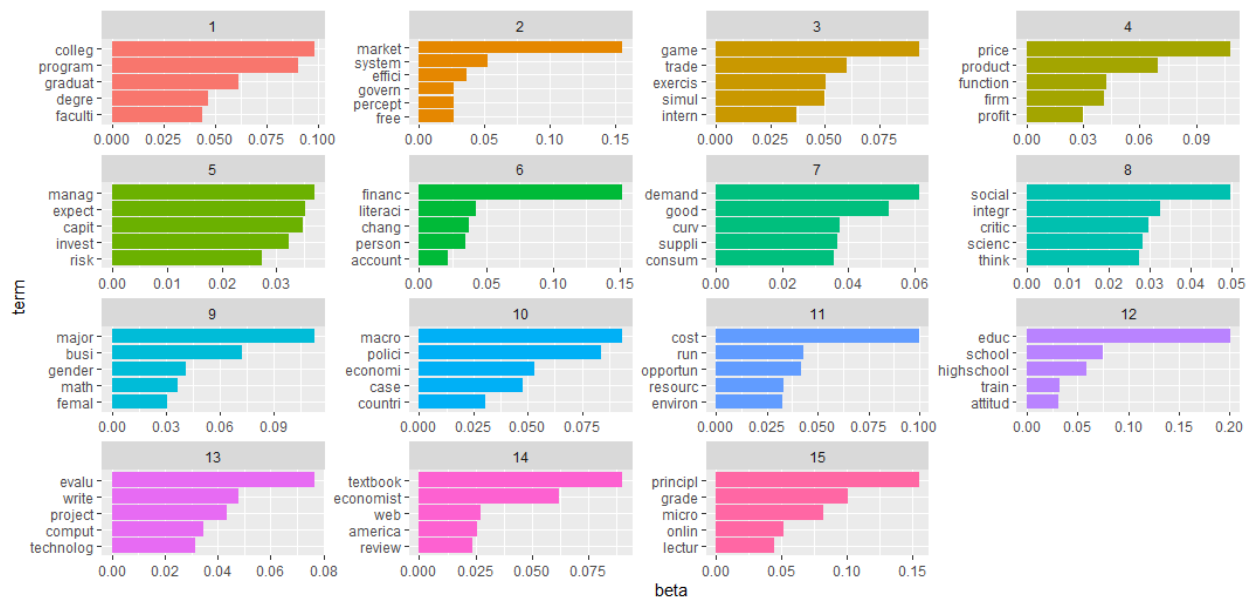 1
colleg
program
graduat
degre
faculti
0.000 0.025 0.050 0.075 0.100
2
market
system
effici
govern
percept
free
0.00 0.05 0.10 0.15
3
game
trade
exercis
simul
intern
0.000 0.025 0.050 0.075
4
price
product
function
firm
profit
0.00 0.03 0.06 0.09
5
manag
expect
capit
invest
risk
0.00 0.01 0.02 0.03
6
financ
literaci
chang
person
account
0.00 0.05 0.10 0.15
7
demand
good
curv
suppli
consum
0.00 0.02 0.04 0.06
8
social
integr
critic
scienc
think
0.00 0.01 0.02 0.03 0.04 0.05
9
major
busi
gender
math
femal
0.00 0.03 0.06 0.09
10
macro
polici
economi
case
countri
0.000 0.025 0.050 0.075
11
cost
run
opportun
resourc
environ
0.000 0.025 0.050 0.075 0.100
12
educ
school
highschool
train
attitud
0.00 0.05 0.10 0.15 0.20
13
evalu
write
project
comput
technolog
0.00 0.02 0.04 0.06 0.08
14
textbook
economist
web
america
review
0.000 0.025 0.050 0.075
15
principl
grade
micro
onlin
lectur
0.00 0.05 0.10 0.15
term
beta